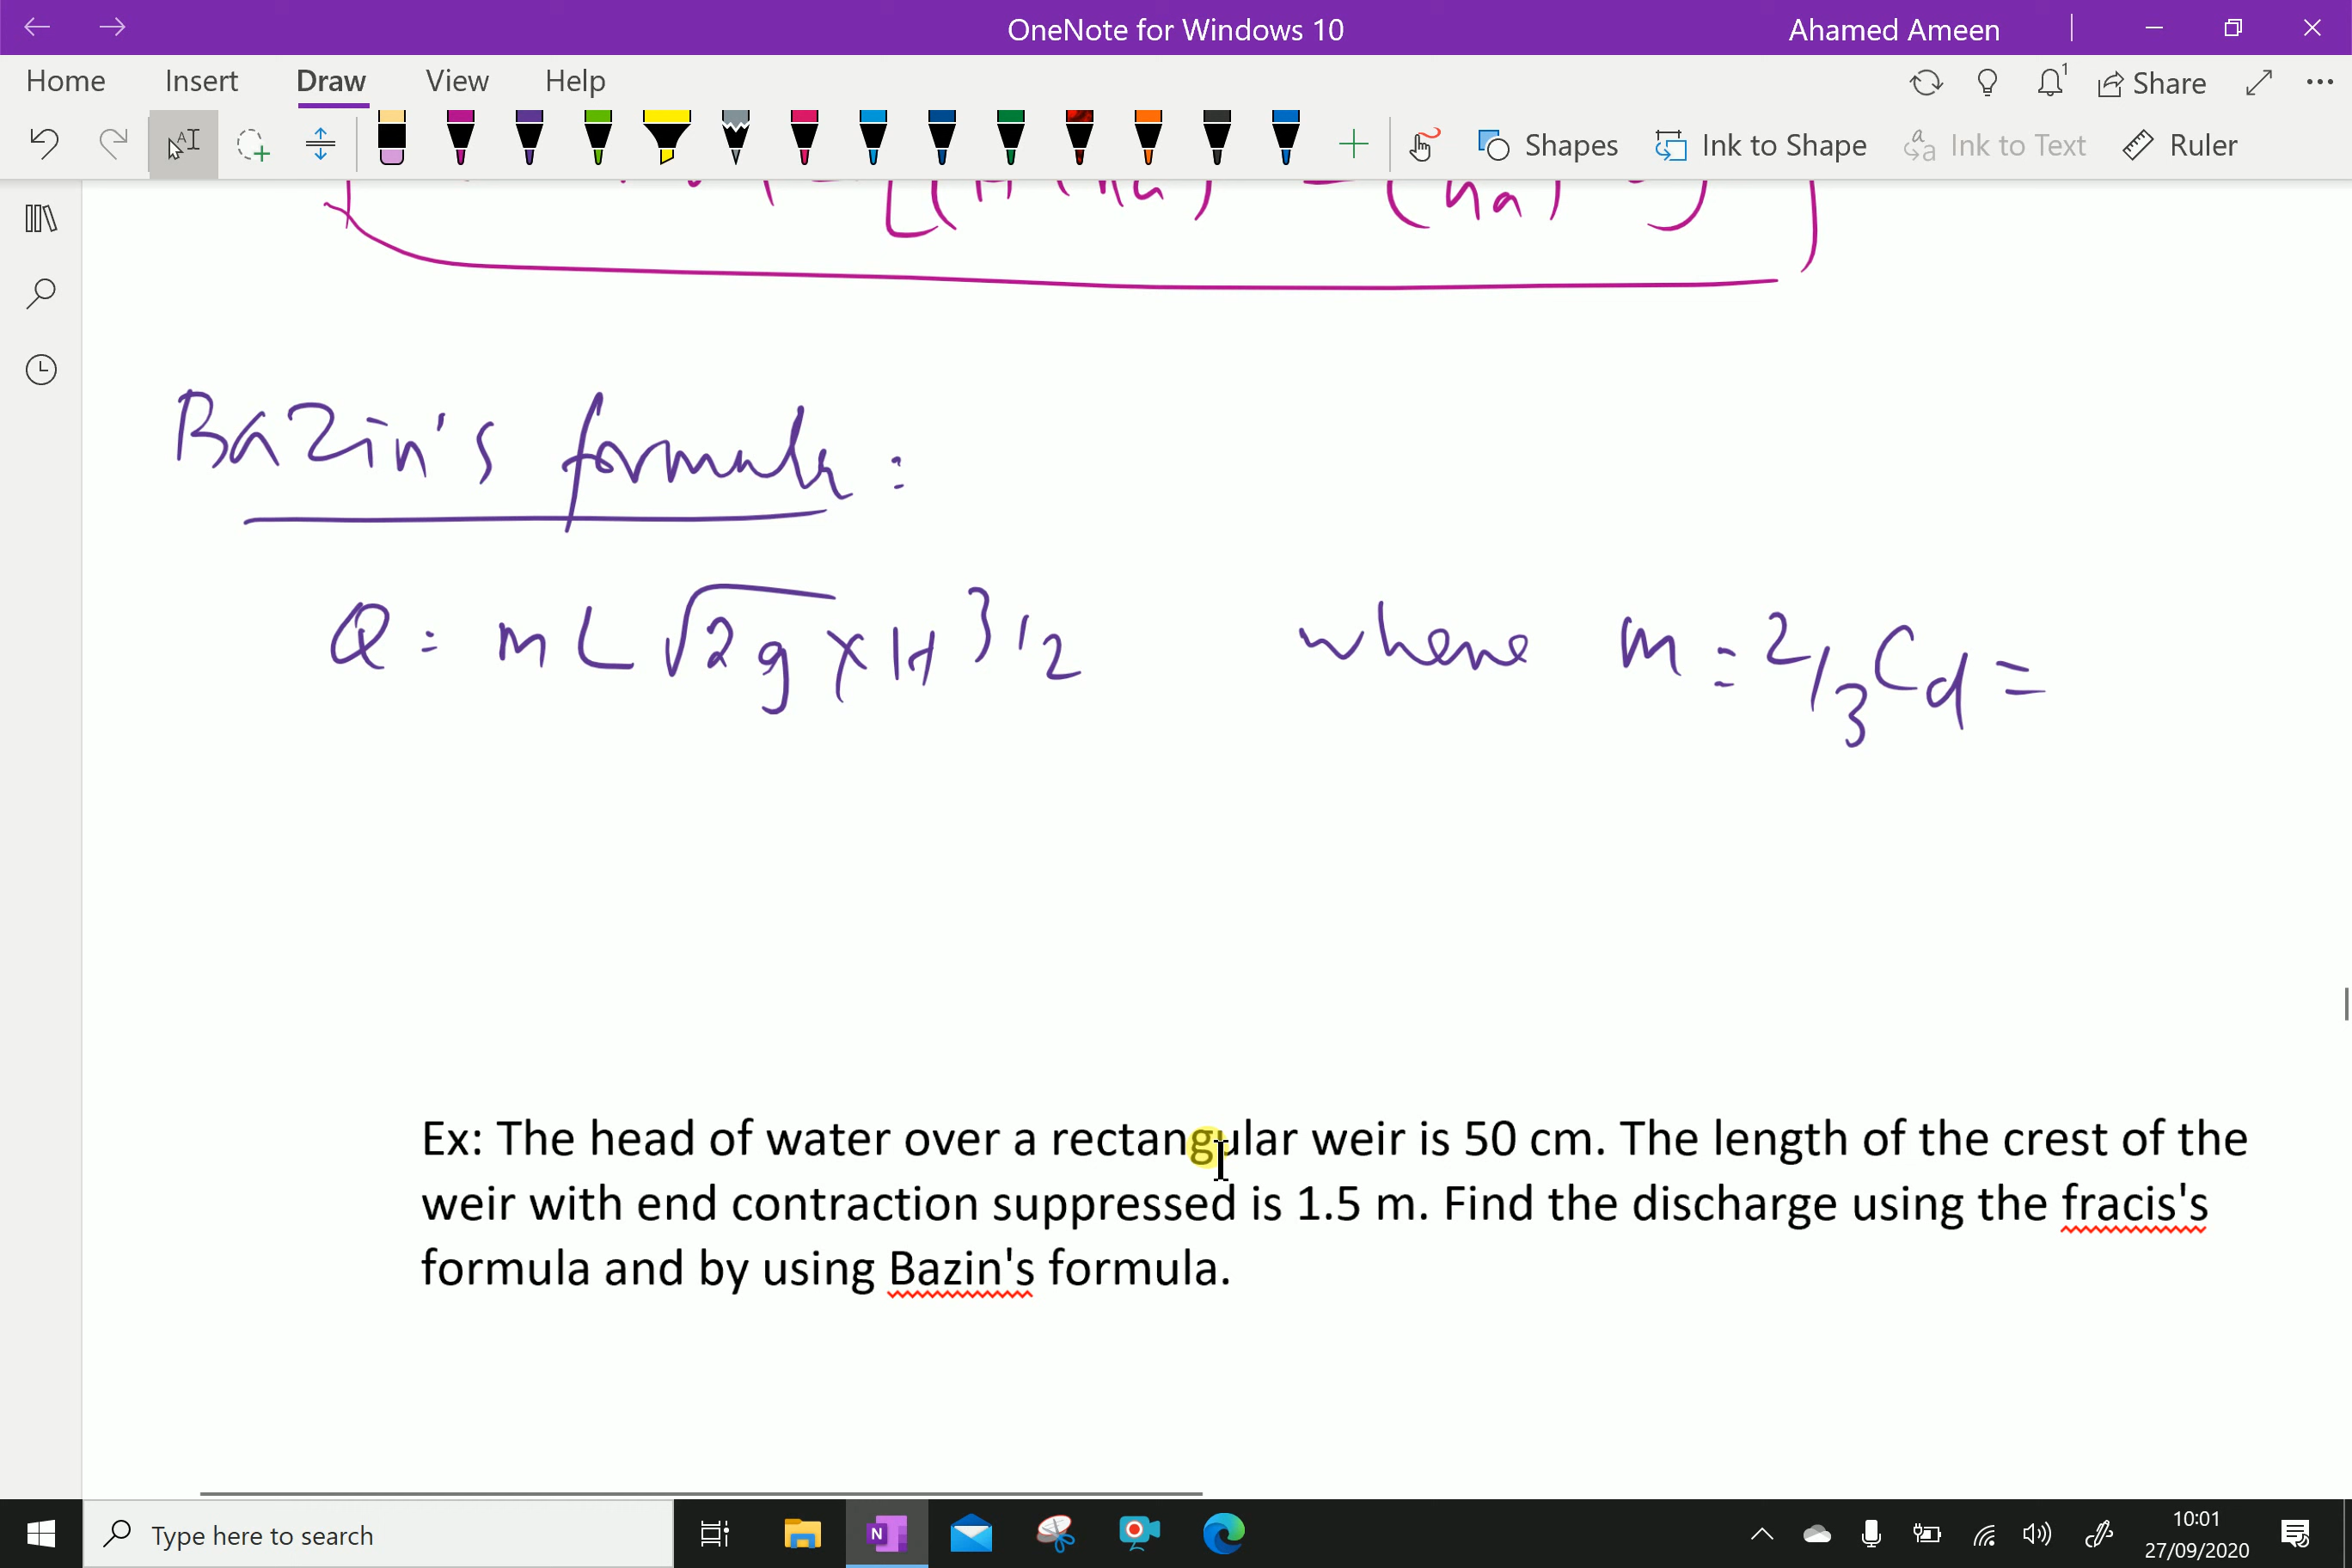 OneNote for Windows 10
Ahamed Ameen
Home Insert Draw View Help
1
Share
Shapes
Ink to Shape
Ink to Text
Ruler
Bazin's formula :
Q = m L √2g × H 3/2 where m = 2/3 Cd =
Ex: The head of water over a rectangular weir is 50 cm. The length of the crest of the
weir with end contraction suppressed is 1.5 m. Find the discharge using the fracis's
formula and by using Bazin's formula.
Type here to search
10:01
27/09/2020